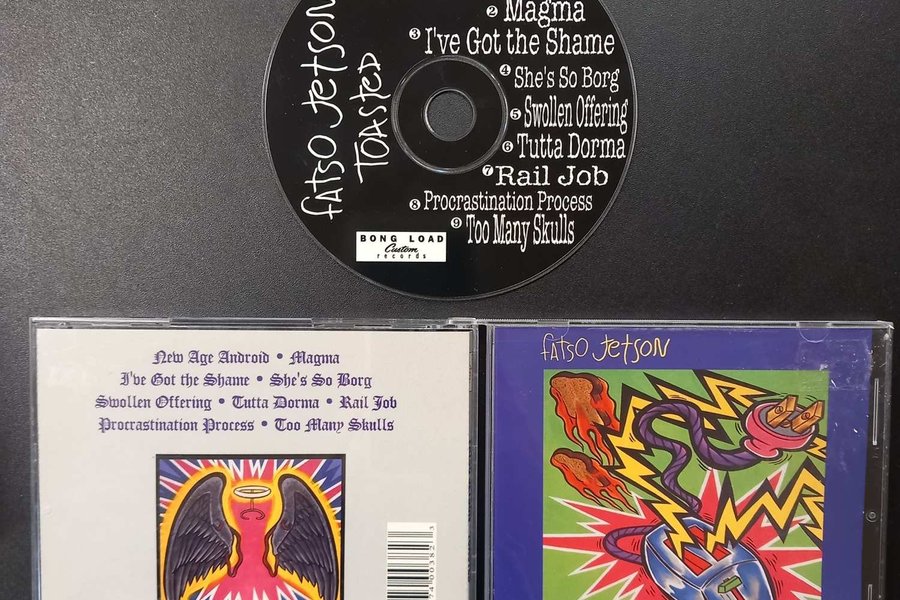 fatso jetson
TOASTED
2 Magma
3 I've Got the Shame
4 She's So Borg
5 Swollen Offering
6 Tutta Dorma
7 Rail Job
8 Procrastination Process
9 Too Many Skulls
BONG LOAD
Custom
records
New Age Android • Magma
I've Got the Shame • She's So Borg
Swollen Offering • Tutta Dorma • Rail Job
Procrastination Process • Too Many Skulls
fatso jetson